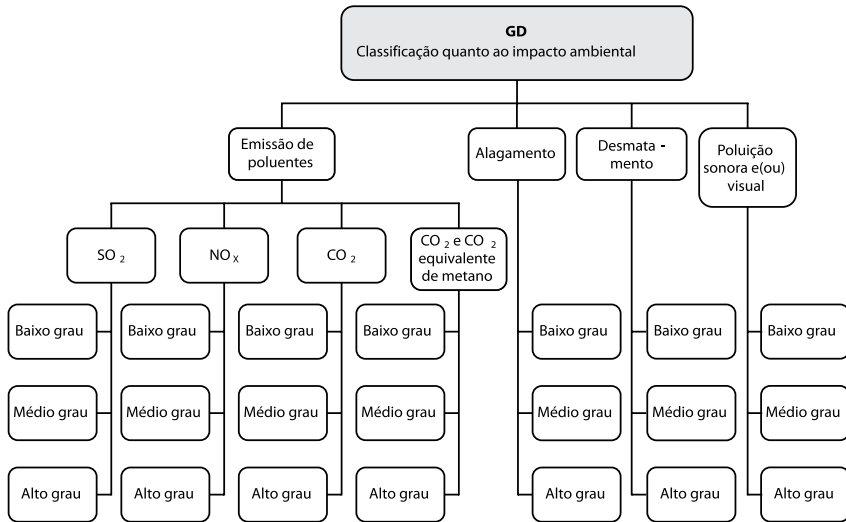 GD
Classificação quanto ao impacto ambiental
Emissão de
poluentes
Alagamento
Desmata -
mento
Poluição
sonora e(ou)
visual
SO 2
NO X
CO 2
CO 2 e CO 2
equivalente
de metano
Baixo grau
Baixo grau
Baixo grau
Baixo grau
Baixo grau
Baixo grau
Baixo grau
Médio grau
Médio grau
Médio grau
Médio grau
Médio grau
Médio grau
Médio grau
Alto grau
Alto grau
Alto grau
Alto grau
Alto grau
Alto grau
Alto grau